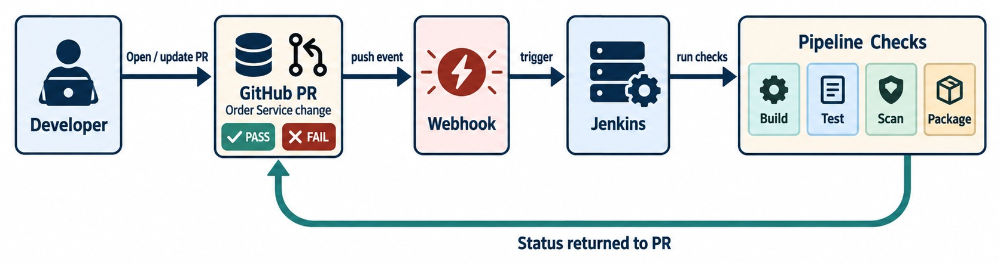 Developer
Open / update PR
GitHub PR
Order Service change
PASS
FAIL
push event
Webhook
trigger
Jenkins
run checks
Pipeline Checks
Build
Test
Scan
Package
Status returned to PR